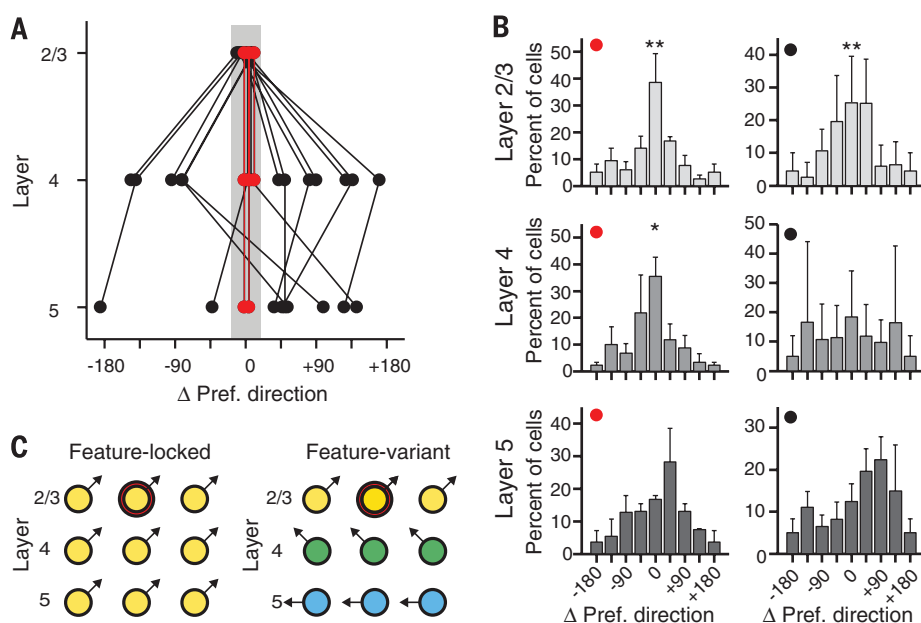 A
2/3
4
5
Layer
-180 -90 0 +90 +180
Δ Pref. direction
B
Layer 2/3
Percent of cells
50
40
30
20
10
0
**
40
30
20
10
0
**
Layer 4
Percent of cells
50
40
30
20
10
0
*
50
40
30
20
10
0
Layer 5
Percent of cells
50
40
30
20
10
0
-180 -90 0 +90 +180
Δ Pref. direction
30
20
10
0
-180 -90 0 +90 +180
Δ Pref. direction
C
Feature-locked
Layer
2/3
4
5
Feature-variant
Layer
2/3
4
5